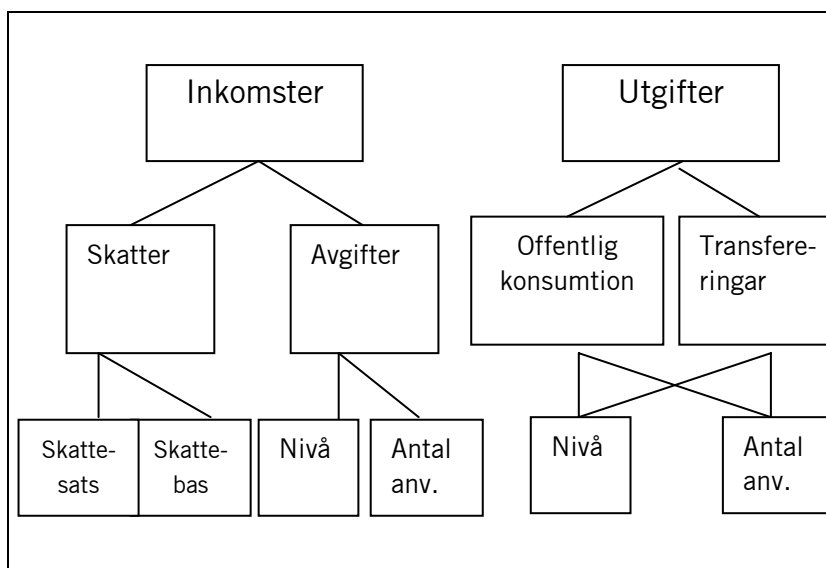 Inkomster
Utgifter
Skatter
Avgifter
Offentlig
konsumtion
Transfere-
ringar
Skatte-
sats
Skatte-
bas
Nivå
Antal
anv.
Nivå
Antal
anv.